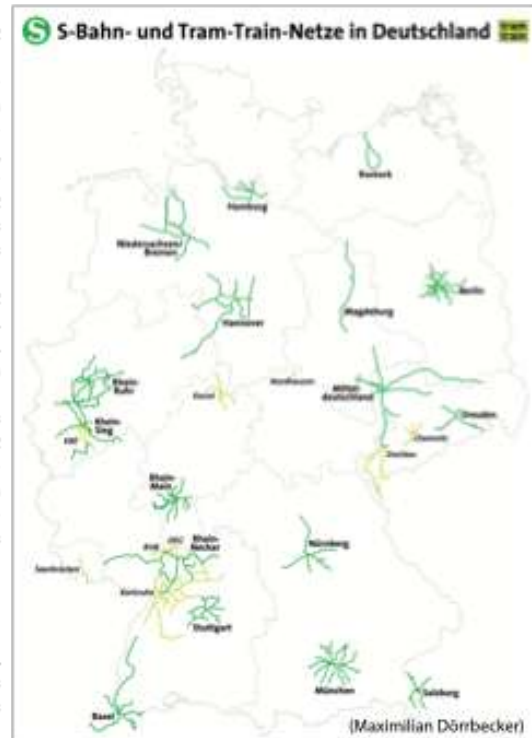 S S-Bahn- und Tram-Train-Netze in Deutschland
Rostock
Hamburg
Niedersachsen/
Bremen
Berlin
Hannover
Magdeburg
Rhein-
Ruhr
Kassel
Nordhausen
Mittel-
deutschland
Rhein-
Sieg
Dresden
Chemnitz
Zwickau
Rhein-
Main
Rhein-
Neckar
Nürnberg
Saarbrücken
Karlsruhe
Stuttgart
München
Salzburg
Basel
(Maximilian Dörrbecker)